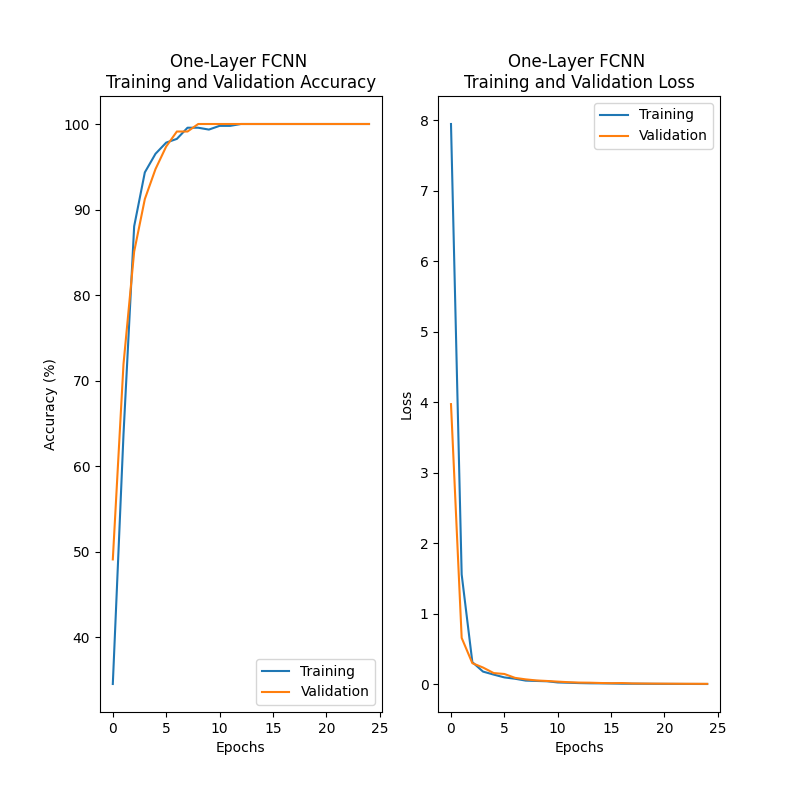 One-Layer FCNN
Training and Validation Accuracy
100
90
80
70
60
50
40
Accuracy (%)
0 5 10 15 20 25
Epochs
Training
Validation
One-Layer FCNN
Training and Validation Loss
8
7
6
5
4
3
2
1
0
Loss
0 5 10 15 20 25
Epochs
Training
Validation